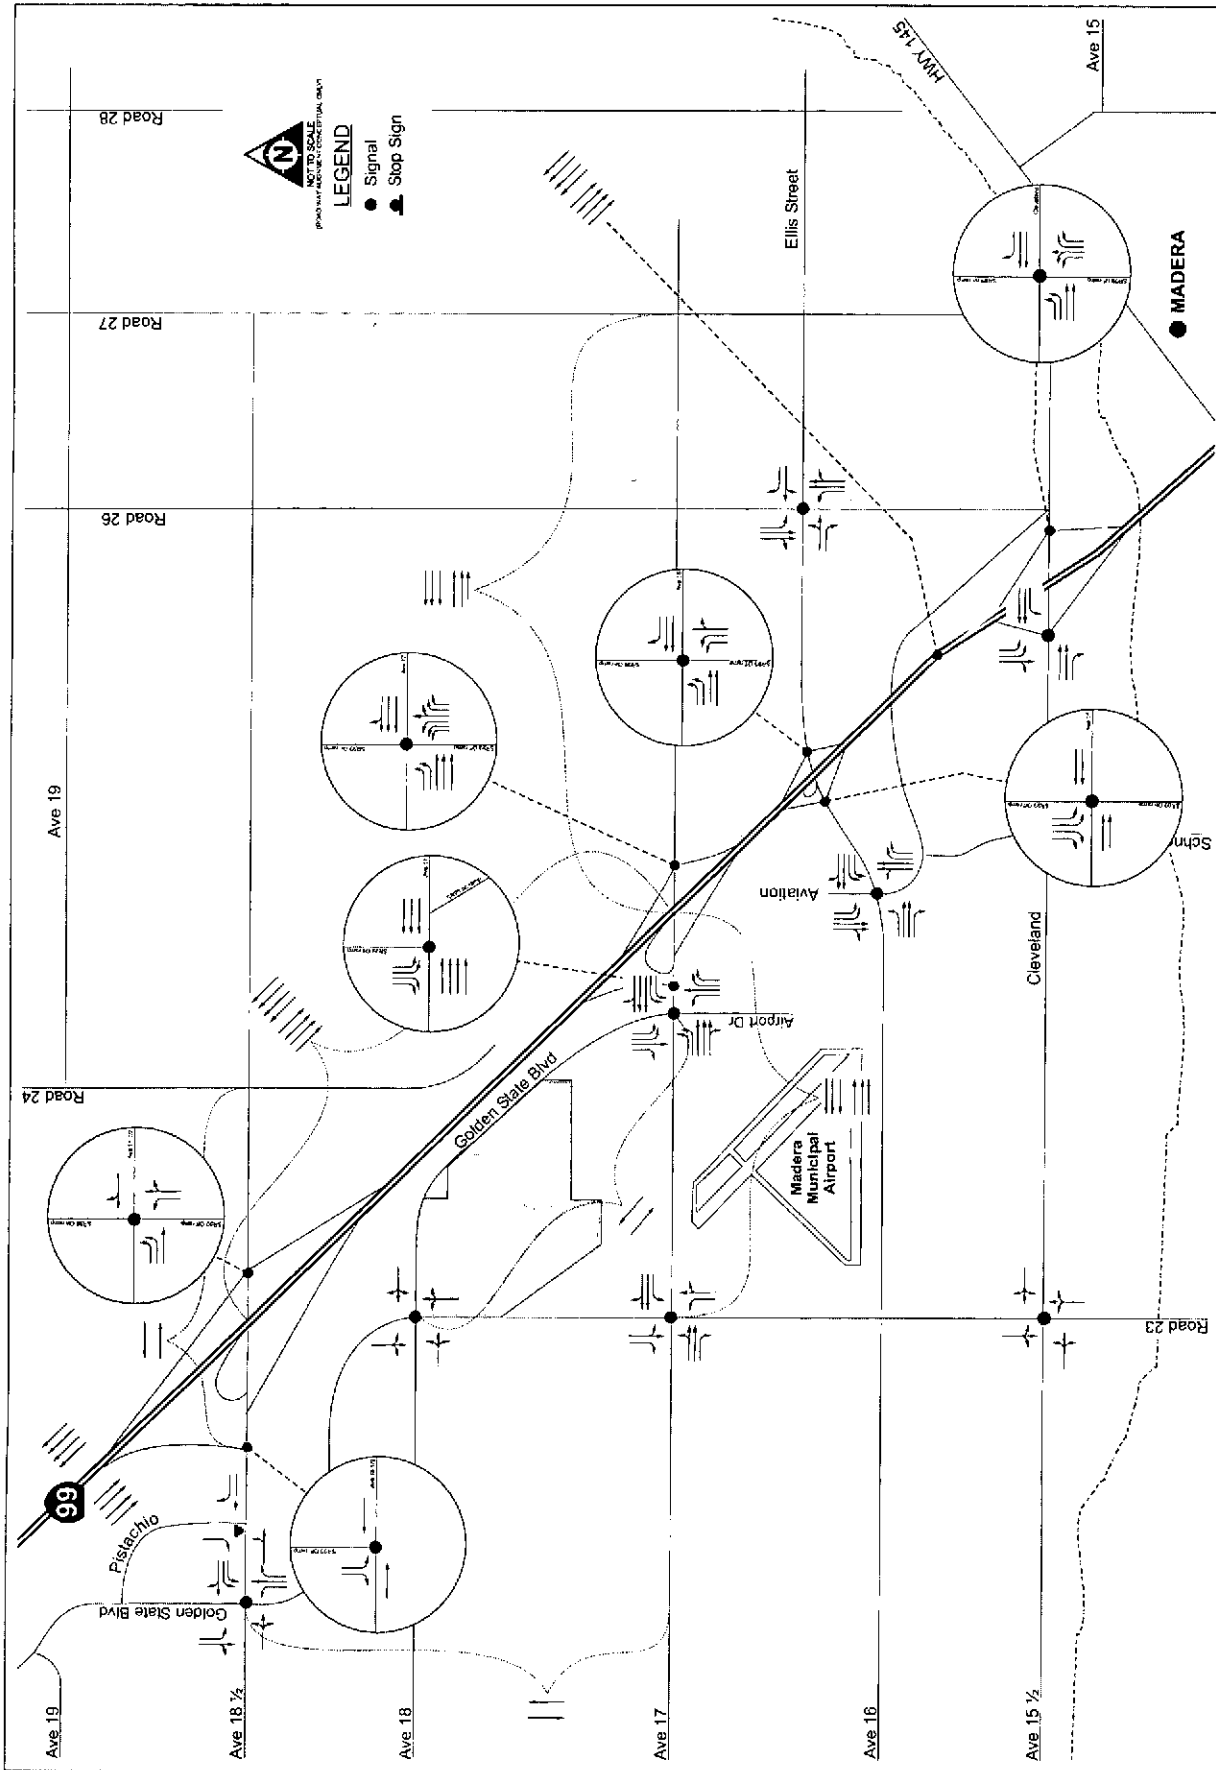 Road 28
NOT TO SCALE
LEGEND
Signal
Stop Sign
N
HWY 145
Ave 15
Road 27
Ellis Street
MADERA
Ave 19
Road 26
Ave 17
Aviation
Cleveland
Schn
Road 24
Golden State Blvd
Airport Dr
Madera
Municipal
Airport
Road 23
99
Pistachio
Golden State Blvd
Ave 19
Ave 18 ½
Ave 18
Ave 17
Ave 16
Ave 15 ½